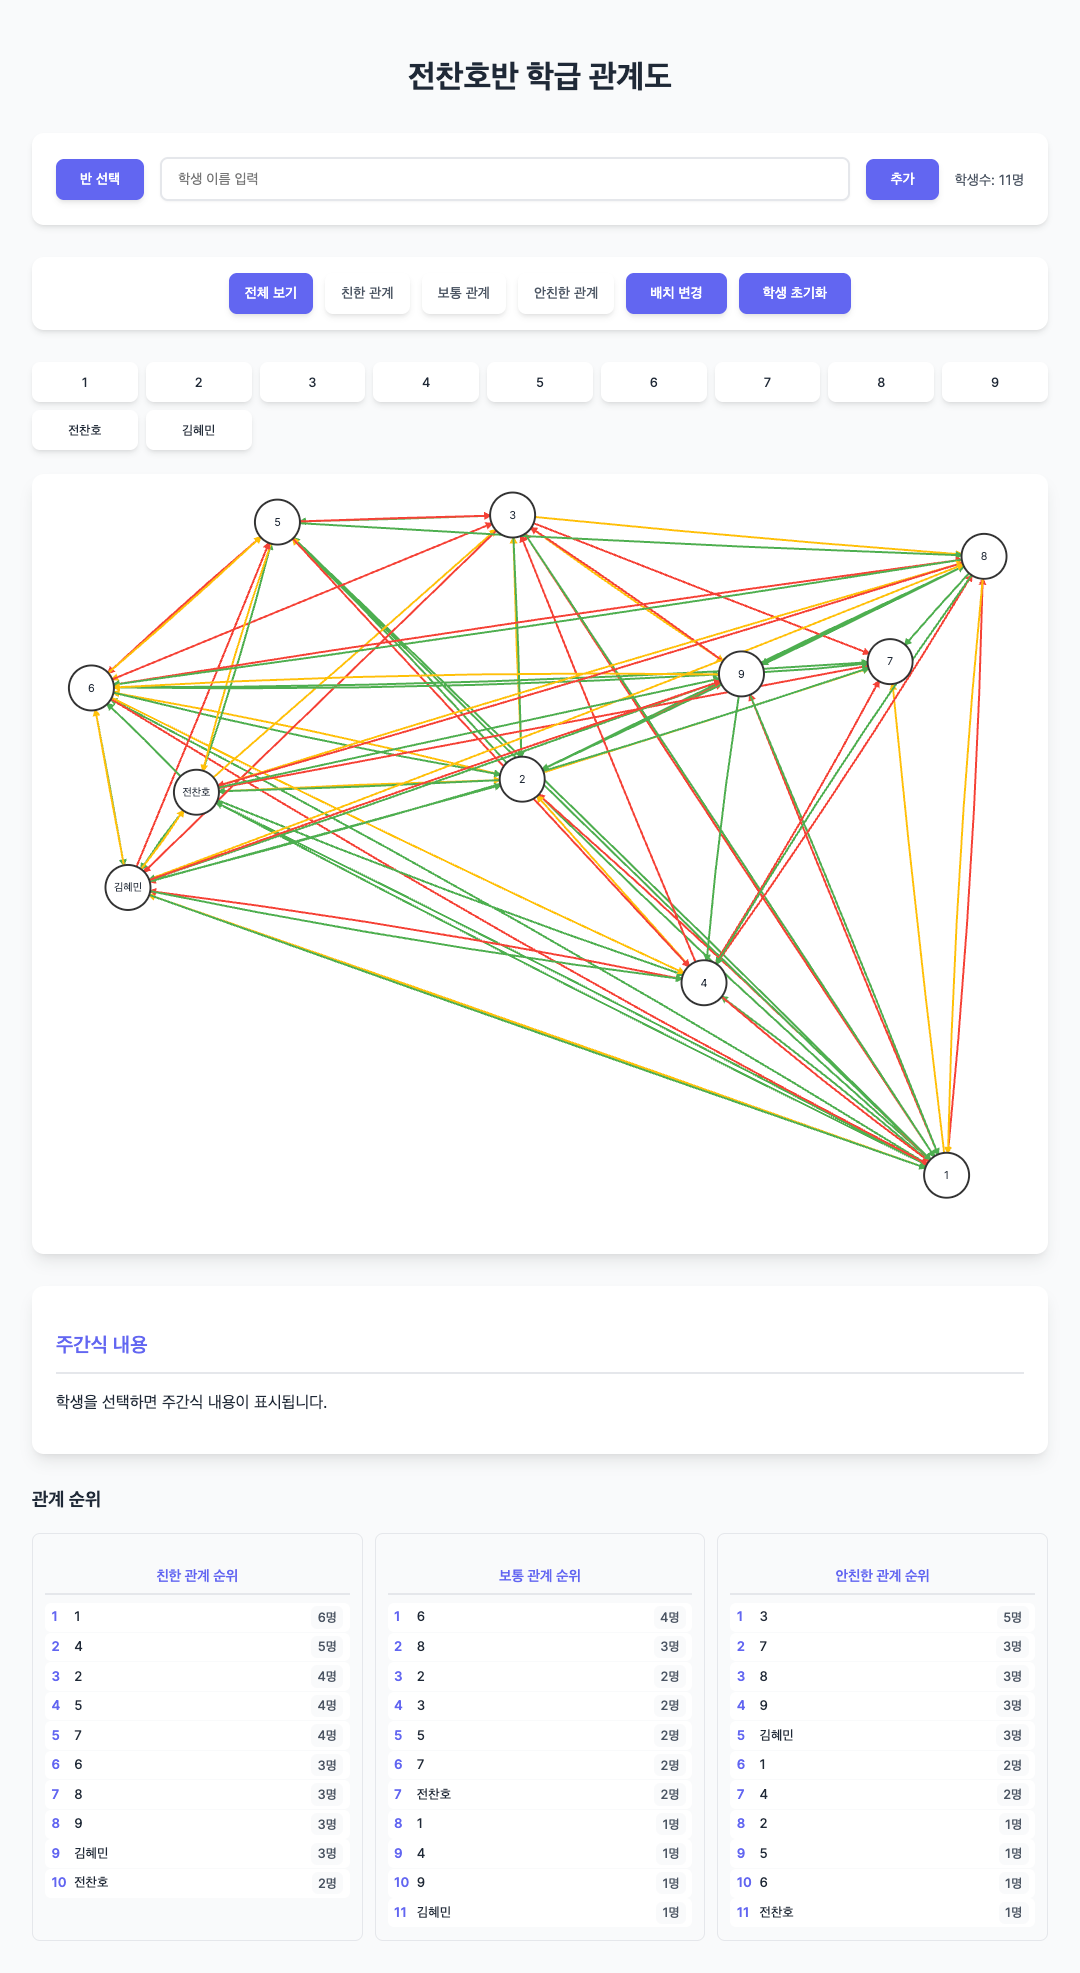 전찬호반 학급 관계도
반 선택 학생 이름 입력 추가 학생수: 11명
전체 보기 친한 관계 보통 관계 안친한 관계 배치 변경 학생 초기화
1 2 3 4 5 6 7 8 9
전찬호 김혜민
5
3
8
7
9
6
2
전찬호
김혜민
4
1
주간식 내용
학생을 선택하면 주간식 내용이 표시됩니다.
관계 순위
친한 관계 순위
1 1 6명
2 4 5명
3 2 4명
4 5 4명
5 7 4명
6 6 3명
7 8 3명
8 9 3명
9 김혜민 3명
10 전찬호 2명
보통 관계 순위
1 6 4명
2 8 3명
3 2 2명
4 3 2명
5 5 2명
6 7 2명
7 전찬호 2명
8 1 1명
9 4 1명
10 9 1명
11 김혜민 1명
안친한 관계 순위
1 3 5명
2 7 3명
3 8 3명
4 9 3명
5 김혜민 3명
6 1 2명
7 4 2명
8 2 1명
9 5 1명
10 6 1명
11 전찬호 1명